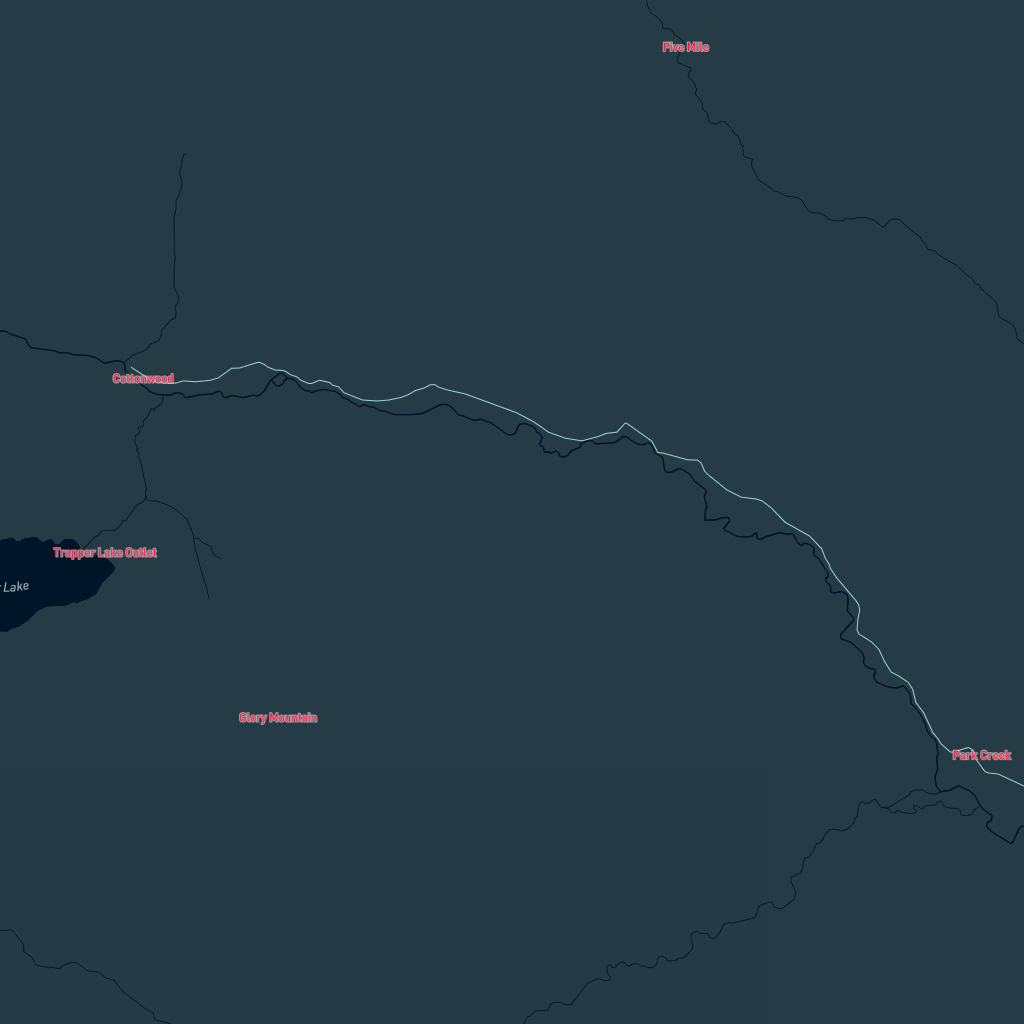 Five Mile
Cottonwood
Trapper Lake Outlet
Lake
Glory Mountain
Park Creek